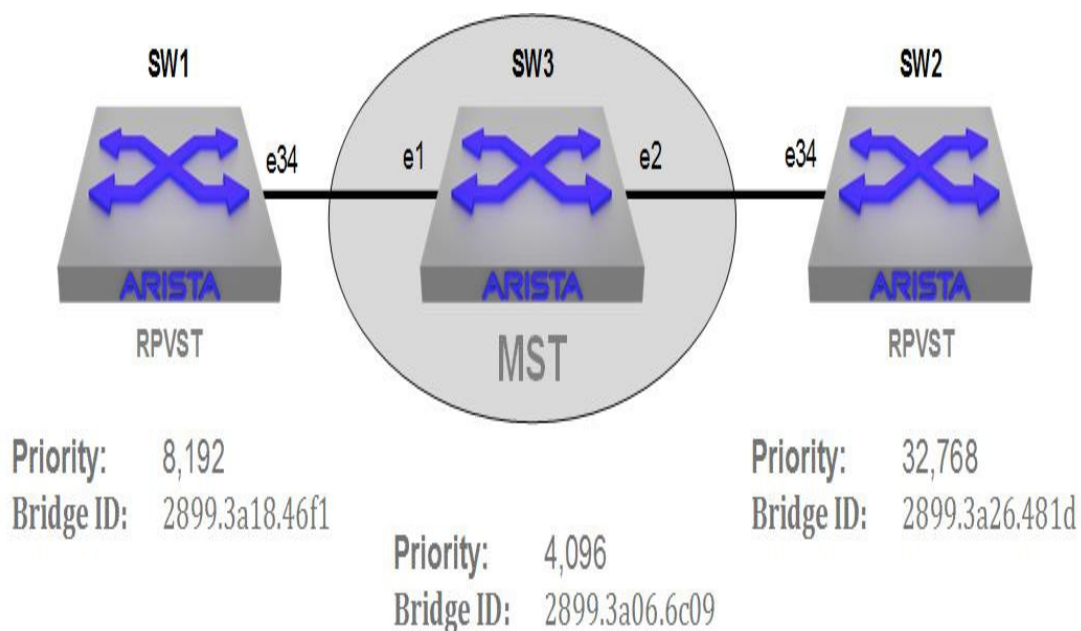 SW1
SW3
SW2
e34
e1
e2
e34
ARISTA
ARISTA
ARISTA
RPVST
MST
RPVST
Priority: 8,192
Bridge ID: 2899.3a18.46f1
Priority: 4,096
Bridge ID: 2899.3a06.6c09
Priority: 32,768
Bridge ID: 2899.3a26.481d